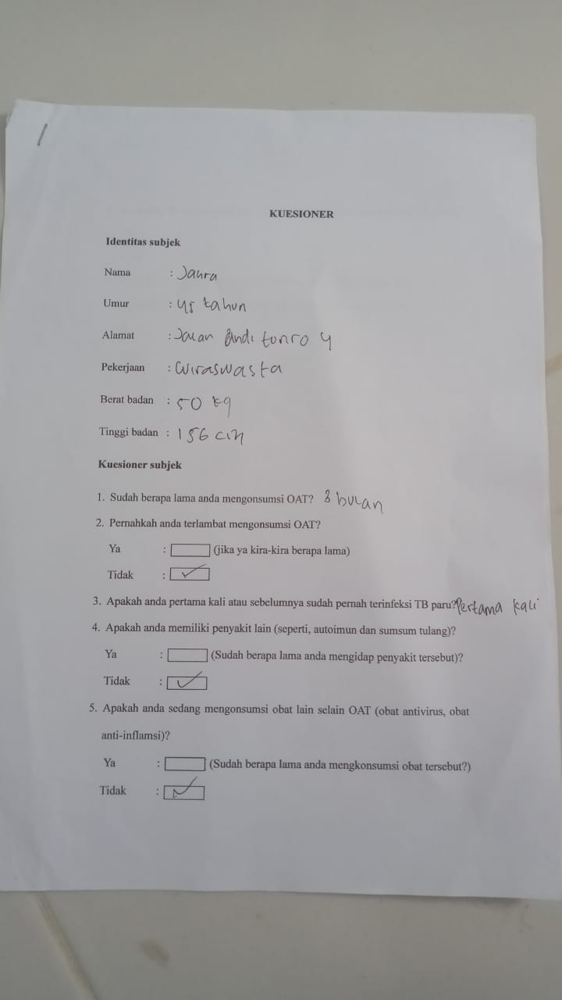 KUESIONER
Identitas subjek
Nama : Jaura
Umur : 45 tahun
Alamat : Jalan Andi tonro 4
Pekerjaan : Wiraswasta
Berat badan : 50 kg
Tinggi badan : 156 cm
Kuesioner subjek
1. Sudah berapa lama anda mengonsumsi OAT? 3 bulan
2. Pernahkah anda terlambat mengonsumsi OAT?
Ya : (jika ya kira-kira berapa lama)
Tidak : ✓
3. Apakah anda pertama kali atau sebelumnya sudah pernah terinfeksi TB paru? Pertama kali
4. Apakah anda memiliki penyakit lain (seperti, autoimun dan sumsum tulang)?
Ya : (Sudah berapa lama anda mengidap penyakit tersebut)?
Tidak : ✓
5. Apakah anda sedang mengonsumsi obat lain selain OAT (obat antivirus, obat
anti-inflamsi)?
Ya : (Sudah berapa lama anda mengkonsumsi obat tersebut?)
Tidak : ✓